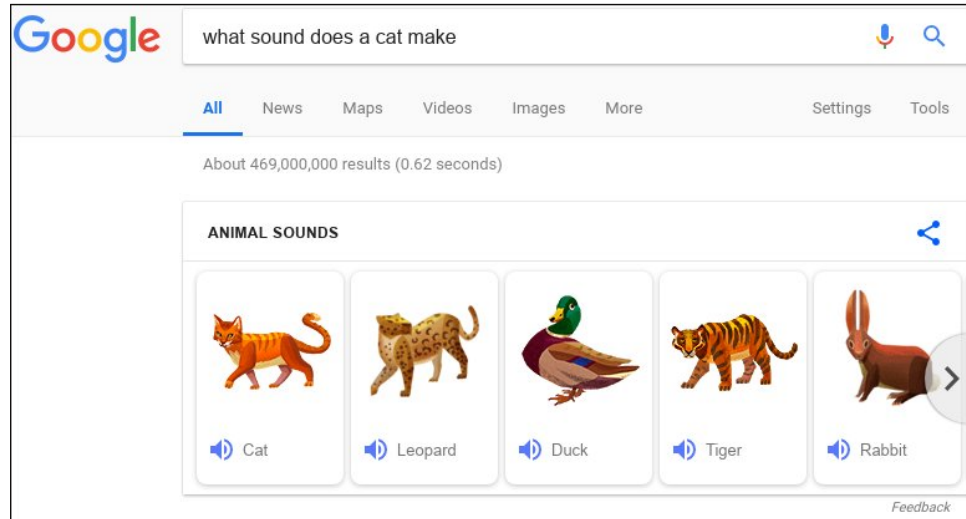 Google what sound does a cat make
All News Maps Videos Images More Settings Tools
About 469,000,000 results (0.62 seconds)
ANIMAL SOUNDS
Cat Leopard Duck Tiger Rabbit
Feedback